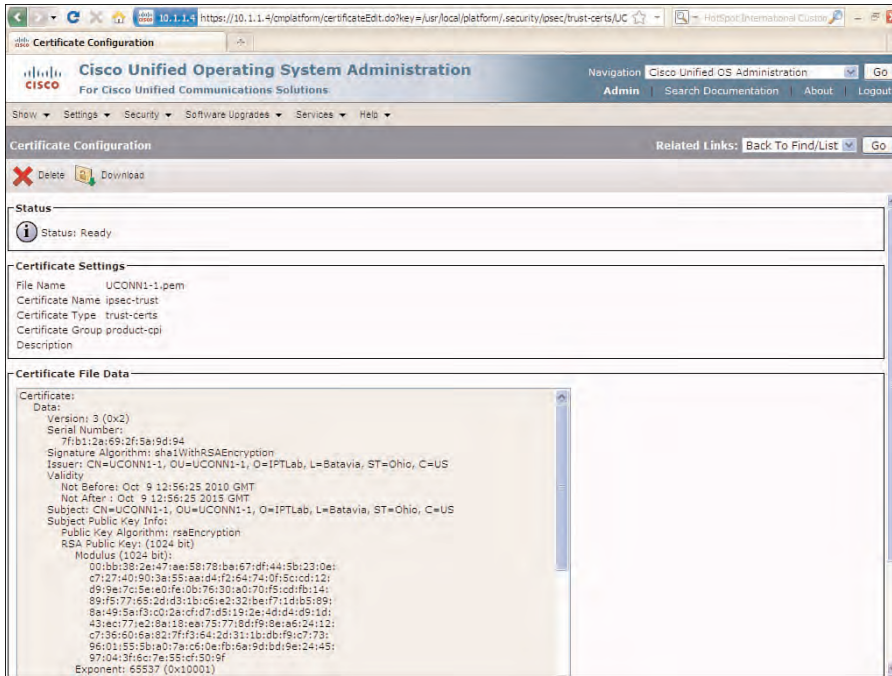 10.1.1.4 https://10.1.1.4/cmplatform/certificateEdit.do?key=/usr/local/platform/.security/ipsec/trust-certs/UC
HotSpot International Custom
Certificate Configuration
cisco
Cisco Unified Operating System Administration
For Cisco Unified Communications Solutions
Navigation Cisco Unified OS Administration Go
Admin Search Documentation About Logout
Show Settings Security Software Upgrades Services Help
Certificate Configuration
Related Links: Back To Find/List Go
Delete Download
Status
Status: Ready
Certificate Settings
File Name UCONN1-1.pem
Certificate Name ipsec-trust
Certificate Type trust-certs
Certificate Group product-cpi
Description
Certificate File Data
Certificate:
Data:
Version: 3 (0x2)
Serial Number:
7f:b1:2a:69:2f:5a:9d:94
Signature Algorithm: sha1WithRSAEncryption
Issuer: CN=UCONN1-1, OU=UCONN1-1, O=IPTLab, L=Batavia, ST=Ohio, C=US
Validity
Not Before: Oct 9 12:56:25 2010 GMT
Not After : Oct 9 12:56:25 2015 GMT
Subject: CN=UCONN1-1, OU=UCONN1-1, O=IPTLab, L=Batavia, ST=Ohio, C=US
Subject Public Key Info:
Public Key Algorithm: rsaEncryption
RSA Public Key: (1024 bit)
Modulus (1024 bit):
00:bb:38:2e:47:ae:58:78:ba:67:df:44:5b:23:0e:
c7:27:40:90:3a:55:aa:d4:f2:64:74:0f:5c:cd:12:
d9:9e:7c:5e:e0:fe:0b:76:30:a0:70:f5:cd:fb:14:
89:f5:77:65:2d:d3:1b:c6:e2:32:be:f7:1d:b5:89:
8a:49:5a:f3:c0:2a:cf:d7:d5:19:2e:4d:d4:d9:1d:
43:ec:77:e2:8a:18:ea:75:77:8d:f9:8e:a6:24:12:
c7:36:60:6a:82:7f:f3:64:2d:31:1b:db:f9:c7:73:
96:01:55:5b:a0:7a:c6:0e:fb:6a:9d:bd:9e:24:45:
97:04:3f:6c:7e:55:cf:50:9f
Exponent: 65537 (0x10001)